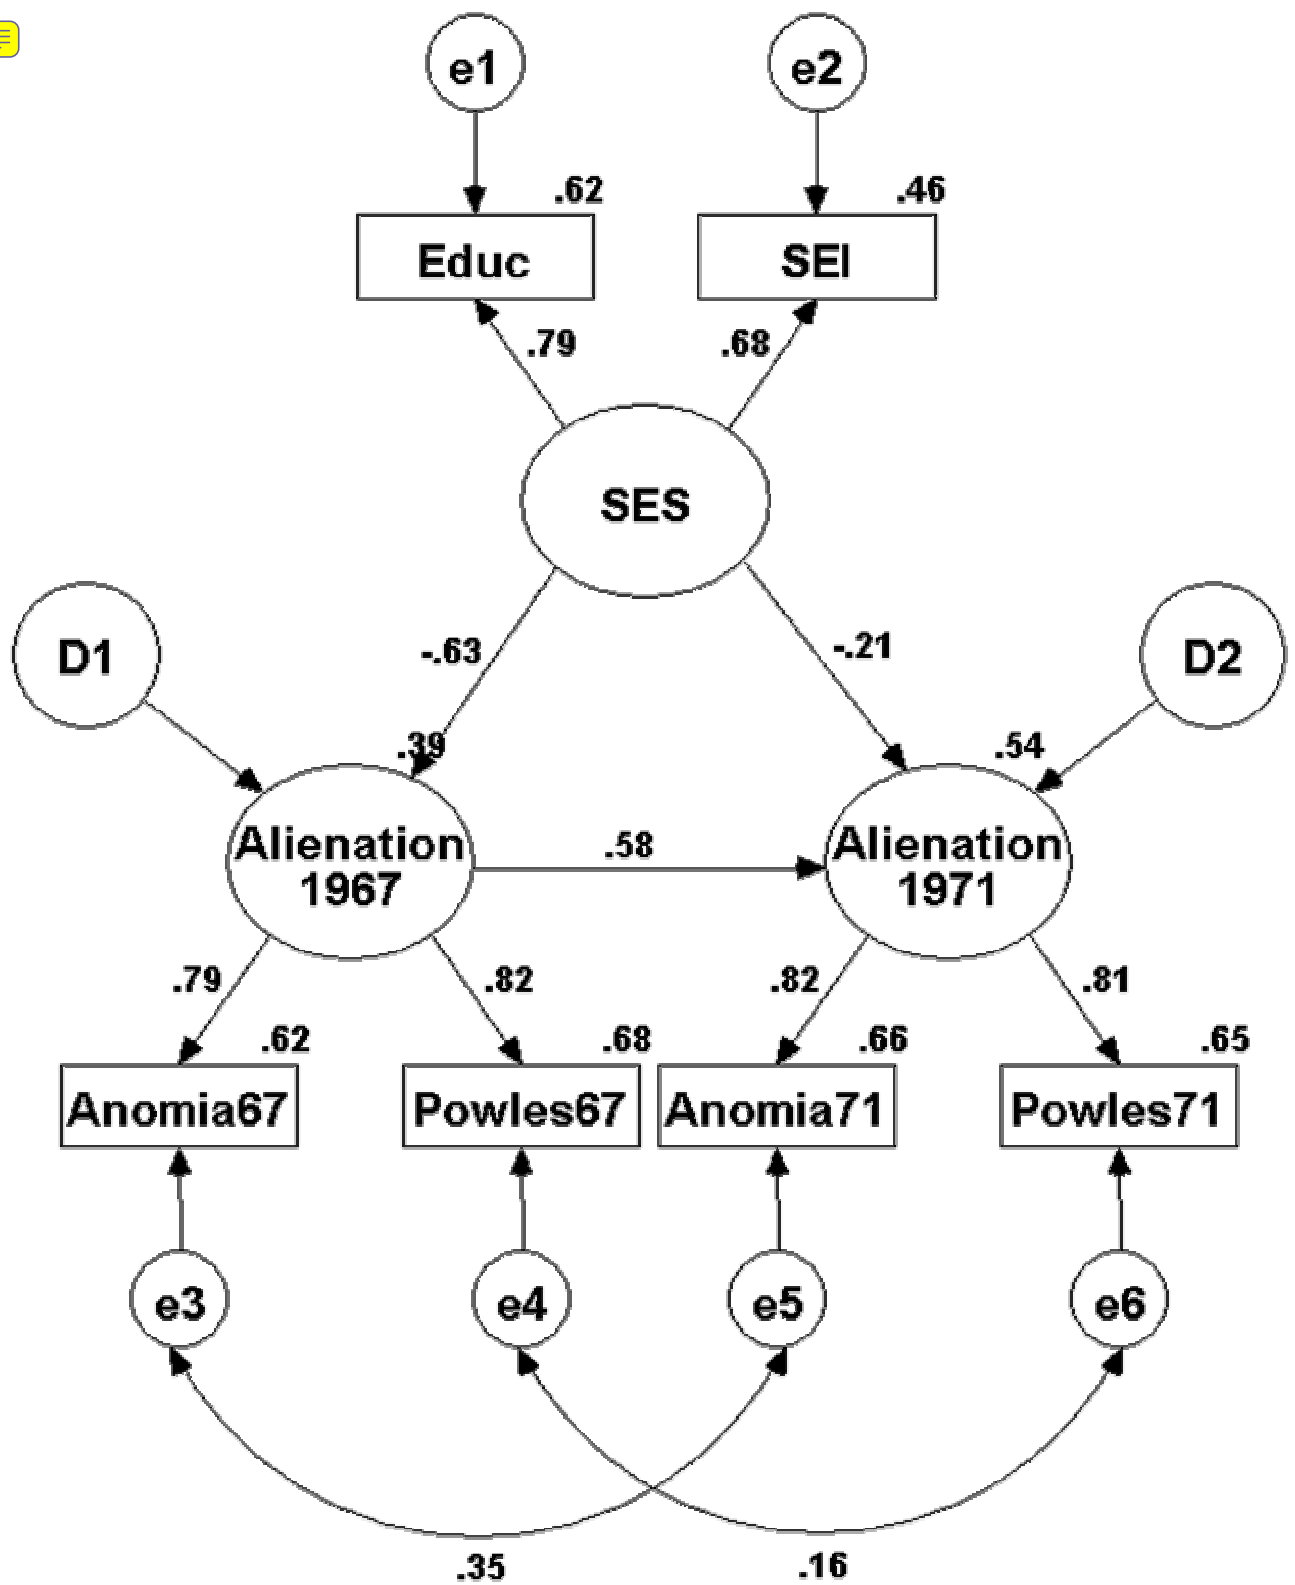 e1
e2
.62
.46
Educ
SEI
.79
.68
SES
D1
D2
-.63
-.21
.39
.54
Alienation
1967
.58
Alienation
1971
.79
.82
.82
.81
.62
.68
.66
.65
Anomia67
Powles67
Anomia71
Powles71
e3
e4
e5
e6
.35
.16